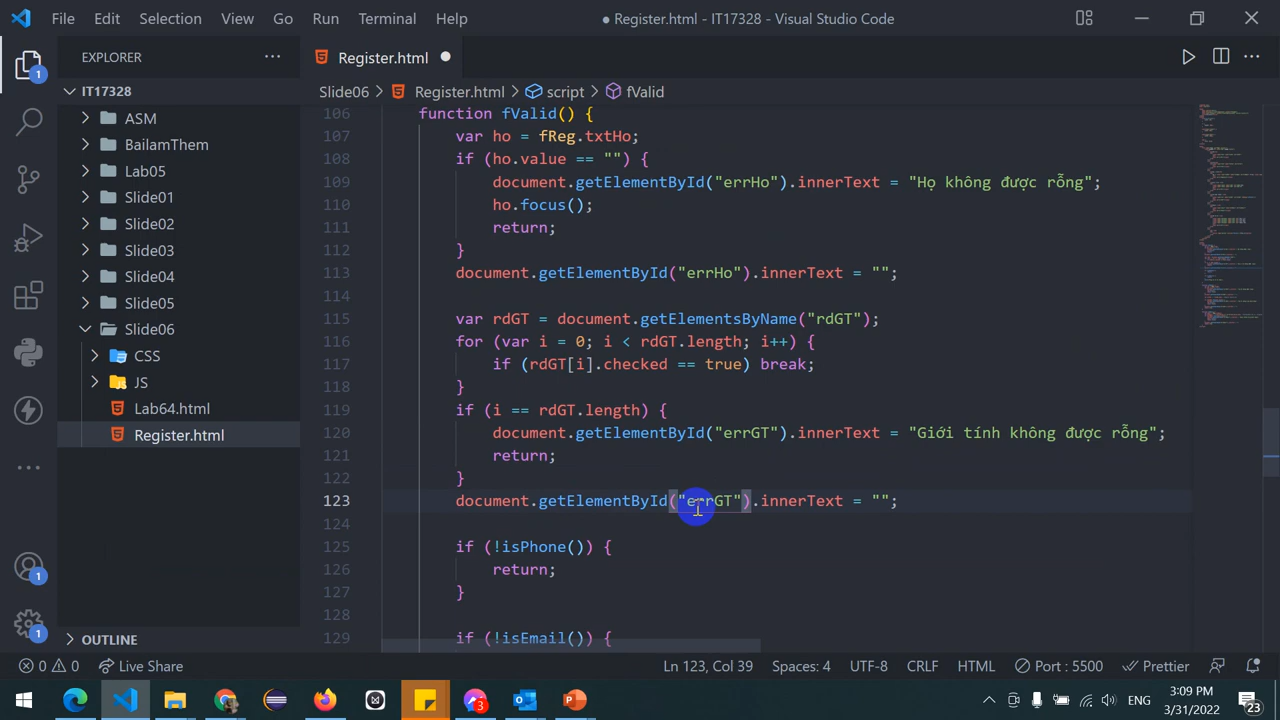 File Edit Selection View Go Run Terminal Help
● Register.html - IT17328 - Visual Studio Code
EXPLORER
Register.html
IT17328
Slide06 > Register.html > script > fValid
ASM
BailamThem
Lab05
Slide01
Slide02
Slide03
Slide04
Slide05
Slide06
CSS
JS
Lab64.html
Register.html
OUTLINE
1
1
1
106 function fValid() {
107 var ho = fReg.txtHo;
108 if (ho.value == "") {
109 document.getElementById("errHo").innerText = "Họ không được rỗng";
110 ho.focus();
111 return;
112 }
113 document.getElementById("errHo").innerText = "";
114
115 var rdGT = document.getElementsByName("rdGT");
116 for (var i = 0; i < rdGT.length; i++) {
117 if (rdGT[i].checked == true) break;
118 }
119 if (i == rdGT.length) {
120 document.getElementById("errGT").innerText = "Giới tính không được rỗng";
121 return;
122 }
123 document.getElementById("errGT").innerText = "";
124
125 if (!isPhone()) {
126 return;
127 }
128
129 if (!isEmail()) {
0 0 Live Share
Ln 123, Col 39 Spaces: 4 UTF-8 CRLF HTML Port : 5500 Prettier
3
ENG
3:09 PM
3/31/2022
23